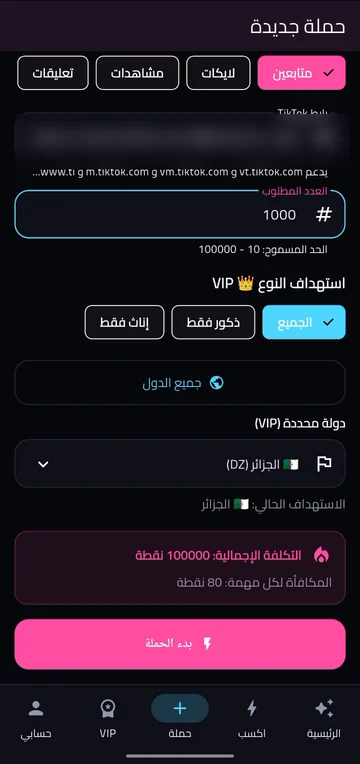 حملة جديدة
متابعين لايكات مشاهدات تعليقات
رابط TikTok
يدعم vt.tiktok.com و vm.tiktok.com و m.tiktok.com و www.ti...
العدد المطلوب
1000 #
الحد المسموح: 10 - 100000
استهداف النوع 👑 VIP
الجميع ذكور فقط إناث فقط
جميع الدول
دولة محددة (VIP)
🇩🇿 الجزائر (DZ)
الاستهداف الحالي: 🇩🇿 الجزائر
التكلفة الإجمالية: 100000 نقطة
المكافأة لكل مهمة: 80 نقطة
بدء الحملة
الرئيسية اكسب حملة VIP حسابي